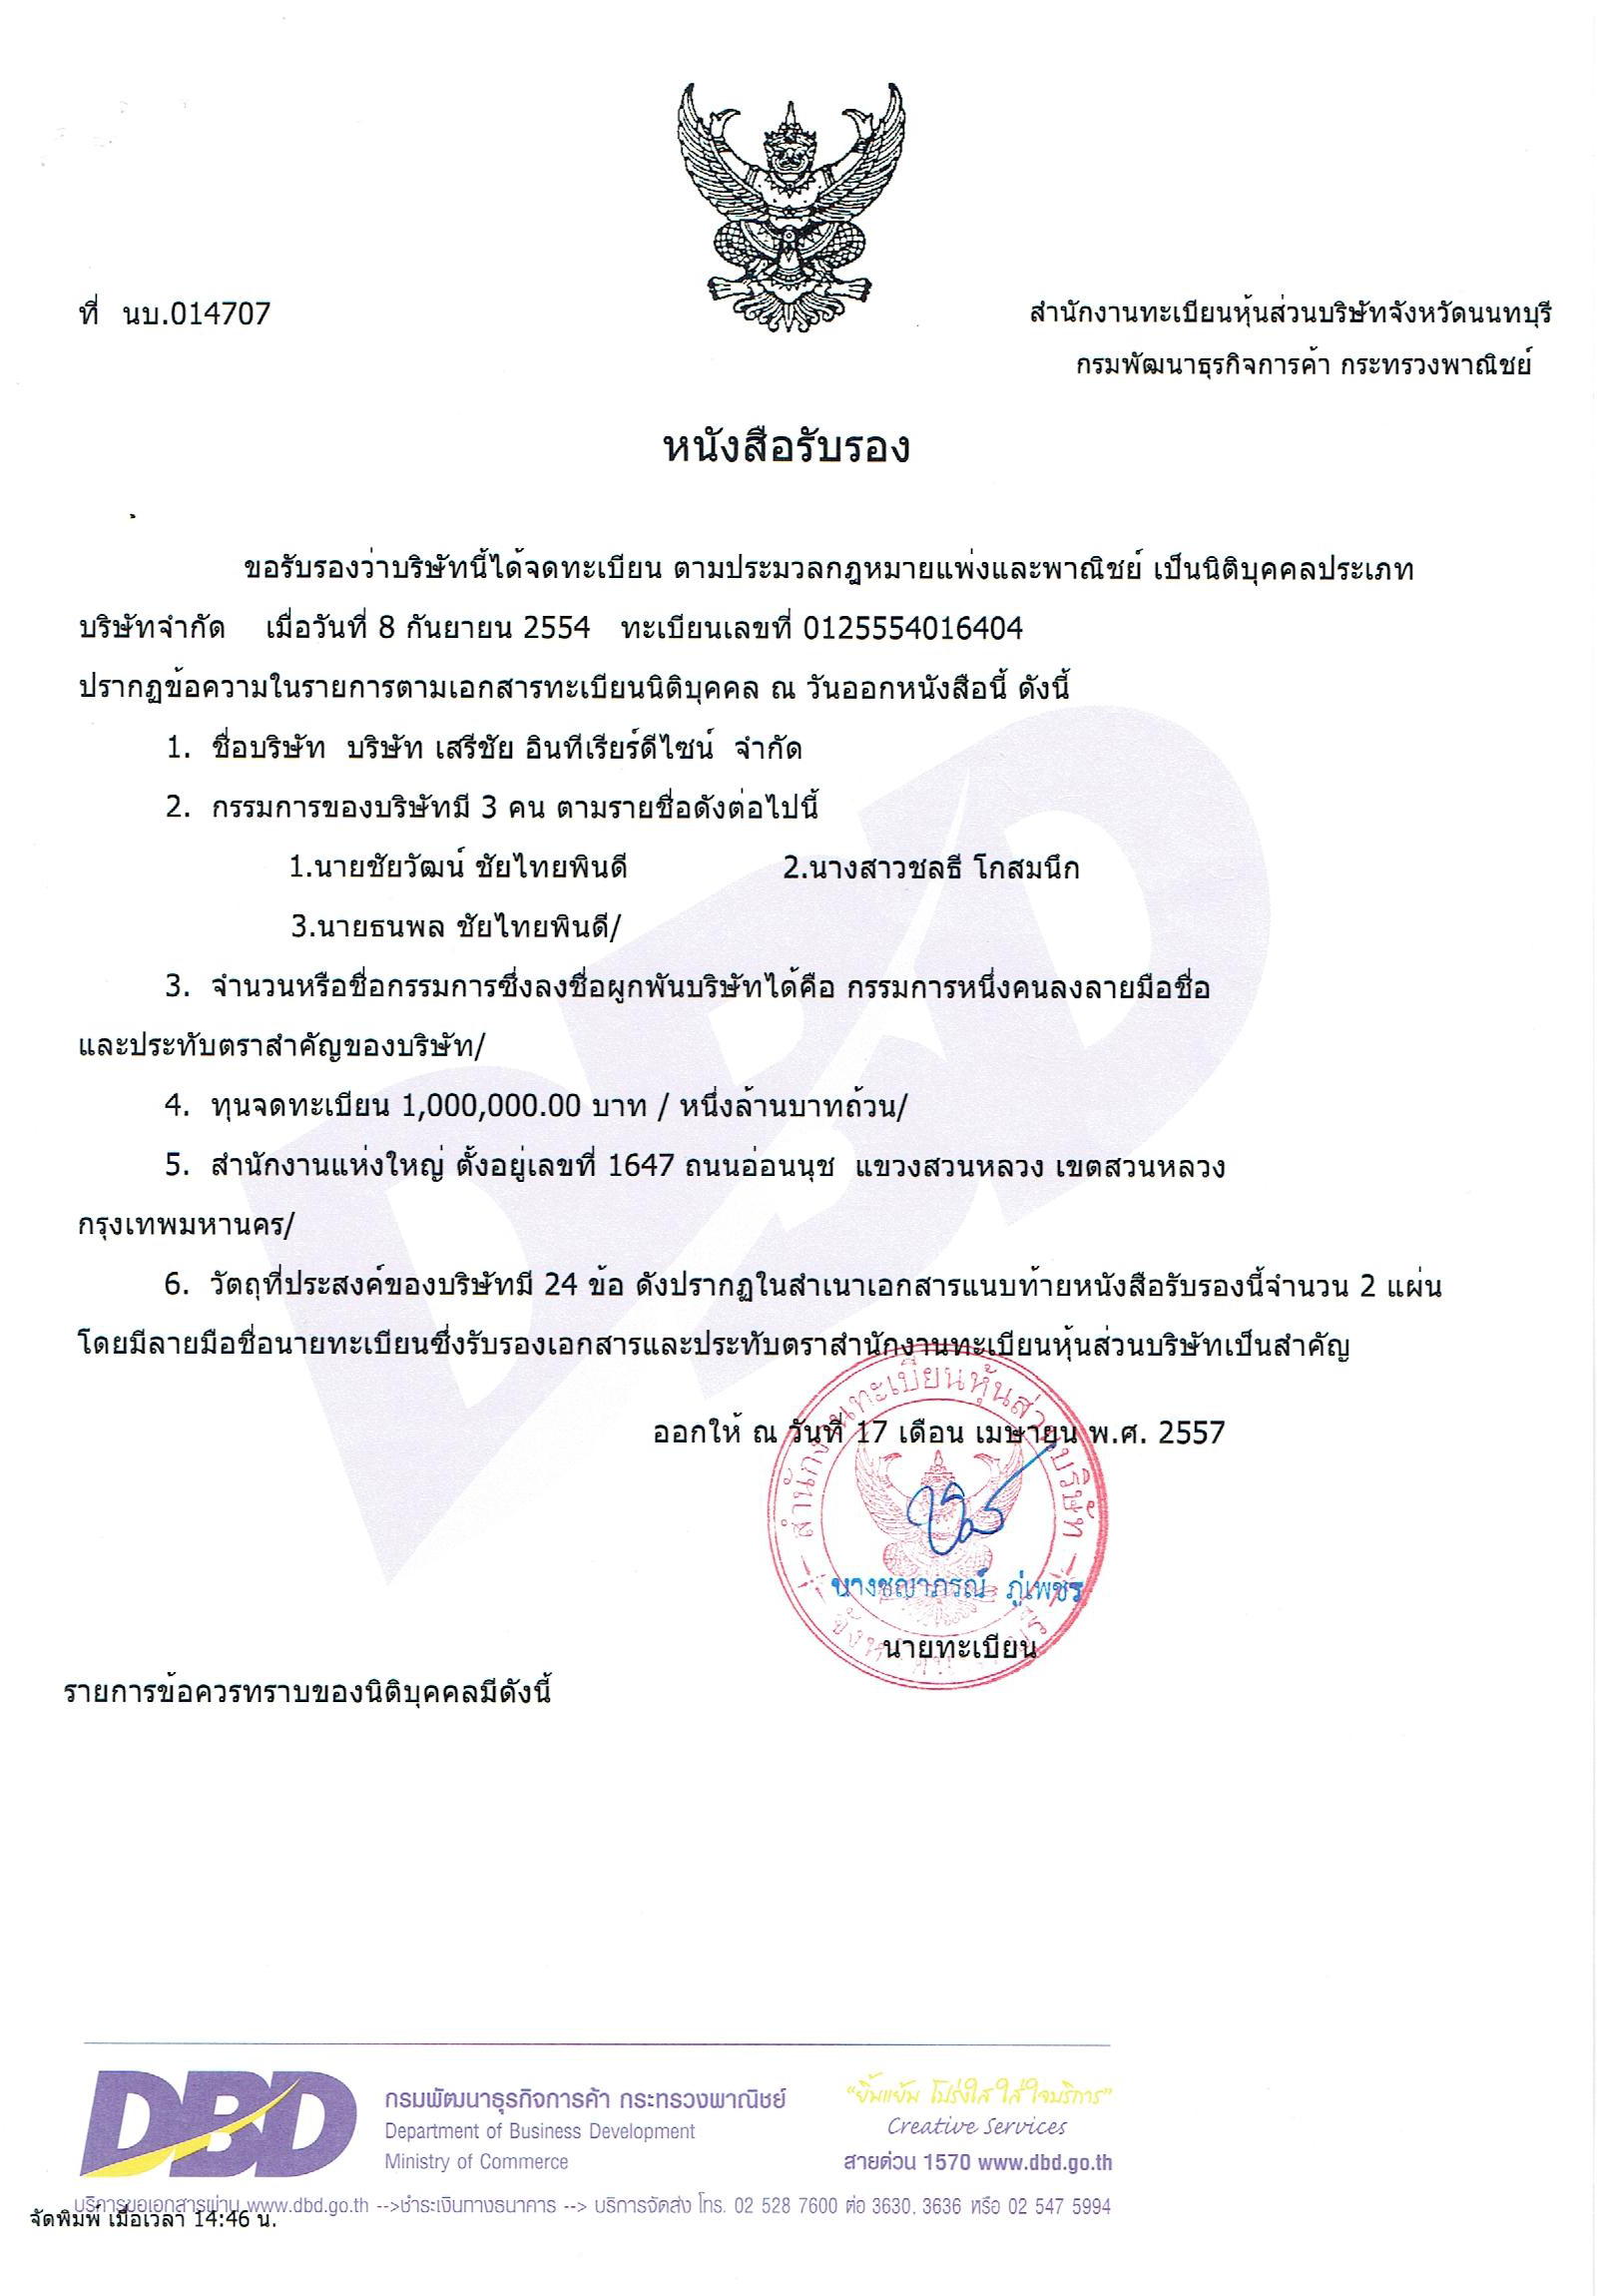 ที่ นบ.014707
สำนักงานทะเบียนหุ้นส่วนบริษัทจังหวัดนนทบุรี
กรมพัฒนาธุรกิจการค้า กระทรวงพาณิชย์
หนังสือรับรอง
ขอรับรองว่าบริษัทนี้ได้จดทะเบียน ตามประมวลกฎหมายแพ่งและพาณิชย์ เป็นนิติบุคคลประเภท
บริษัทจำกัด เมื่อวันที่ 8 กันยายน 2554 ทะเบียนเลขที่ 0125554016404
ปรากฏข้อความในรายการตามเอกสารทะเบียนนิติบุคคล ณ วันออกหนังสือนี้ ดังนี้
1. ชื่อบริษัท บริษัท เสรีชัย อินทีเรียร์ดีไซน์ จำกัด
2. กรรมการของบริษัทมี 3 คน ตามรายชื่อดังต่อไปนี้
1.นายชัยวัฒน์ ชัยไทยพินดี 2.นางสาวชลธี โกสมนึก
3.นายธนพล ชัยไทยพินดี/
3. จำนวนหรือชื่อกรรมการซึ่งลงชื่อผูกพันบริษัทได้คือ กรรมการหนึ่งคนลงลายมือชื่อ
และประทับตราสำคัญของบริษัท/
4. ทุนจดทะเบียน 1,000,000.00 บาท / หนึ่งล้านบาทถ้วน/
5. สำนักงานแห่งใหญ่ ตั้งอยู่เลขที่ 1647 ถนนอ่อนนุช แขวงสวนหลวง เขตสวนหลวง
กรุงเทพมหานคร/
6. วัตถุที่ประสงค์ของบริษัทมี 24 ข้อ ดังปรากฏในสำเนาเอกสารแนบท้ายหนังสือรับรองนี้จำนวน 2 แผ่น
โดยมีลายมือชื่อนายทะเบียนซึ่งรับรองเอกสารและประทับตราสำนักงานทะเบียนหุ้นส่วนบริษัทเป็นสำคัญ
ออกให้ ณ วันที่ 17 เดือน เมษายน พ.ศ. 2557
สำนักงานทะเบียนหุ้นส่วนบริษัท
นางชญาภรณ์ ภู่เพชร
นายทะเบียน
รายการข้อควรทราบของนิติบุคคลมีดังนี้
DBD
กรมพัฒนาธุรกิจการค้า กระทรวงพาณิชย์
Department of Business Development
Ministry of Commerce
"ยิ้มแย้ม โปร่งใส ใส่ใจบริการ"
Creative Services
สายด่วน 1570 www.dbd.go.th
บริการขอเอกสารผ่าน www.dbd.go.th -->ชำระเงินทางธนาคาร --> บริการจัดส่ง โทร. 02 528 7600 ต่อ 3630, 3636 หรือ 02 547 5994
จัดพิมพ์ เมื่อเวลา 14:46 น.